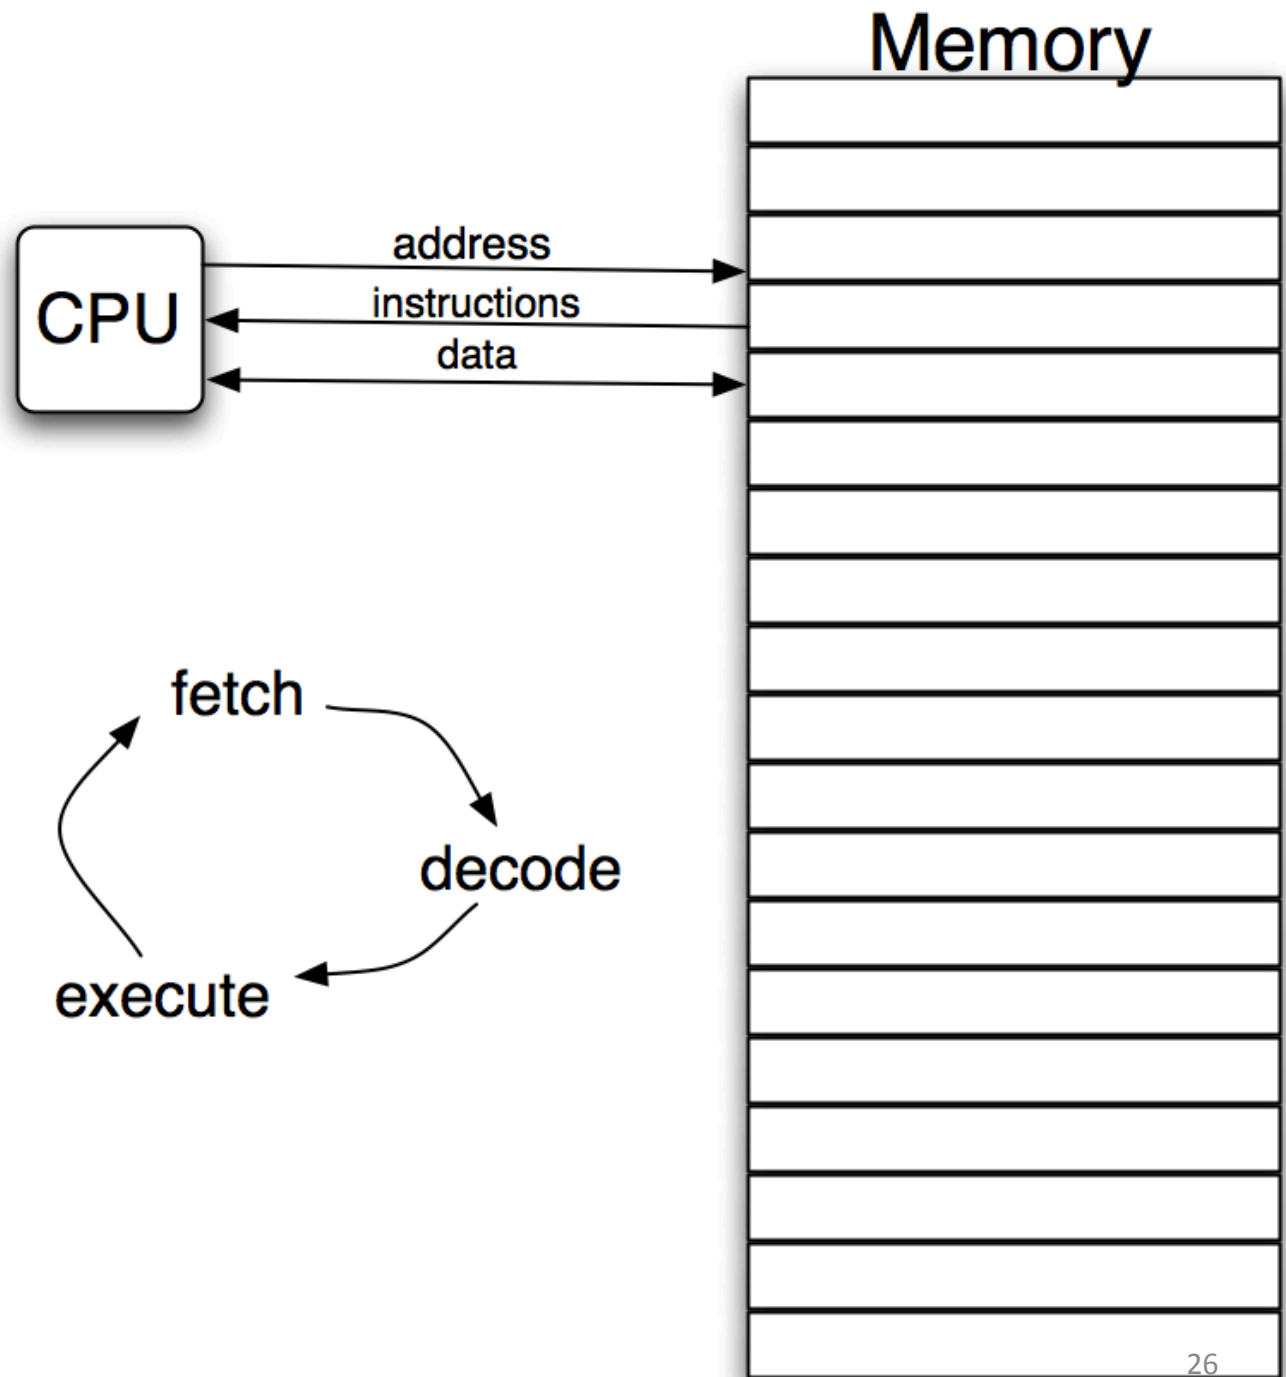 Memory
address
CPU
instructions
data
fetch
decode
execute
26